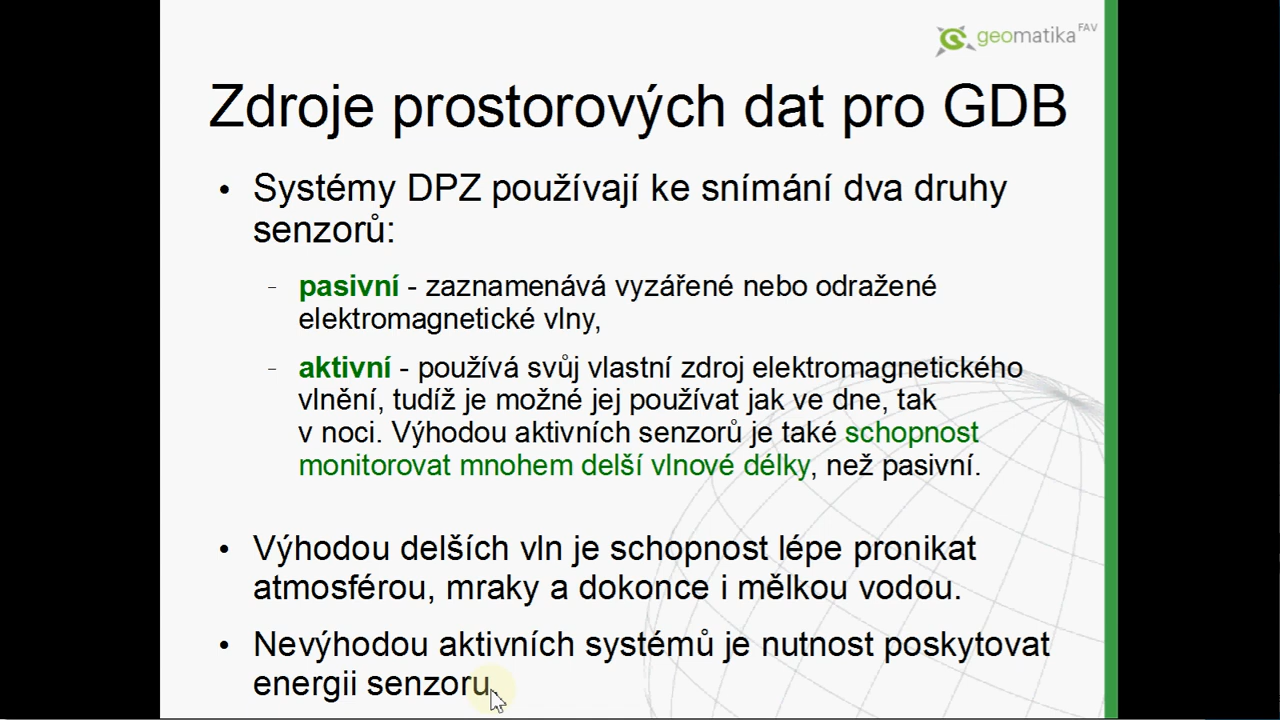 geomatika FAV
Zdroje prostorových dat pro GDB
• Systémy DPZ používají ke snímání dva druhy
senzorů:
- pasivní - zaznamenává vyzářené nebo odražené
elektromagnetické vlny,
- aktivní - používá svůj vlastní zdroj elektromagnetického
vlnění, tudíž je možné jej používat jak ve dne, tak
v noci. Výhodou aktivních senzorů je také schopnost
monitorovat mnohem delší vlnové délky, než pasivní.
• Výhodou delších vln je schopnost lépe pronikat
atmosférou, mraky a dokonce i mělkou vodou.
• Nevýhodou aktivních systémů je nutnost poskytovat
energii senzoru.